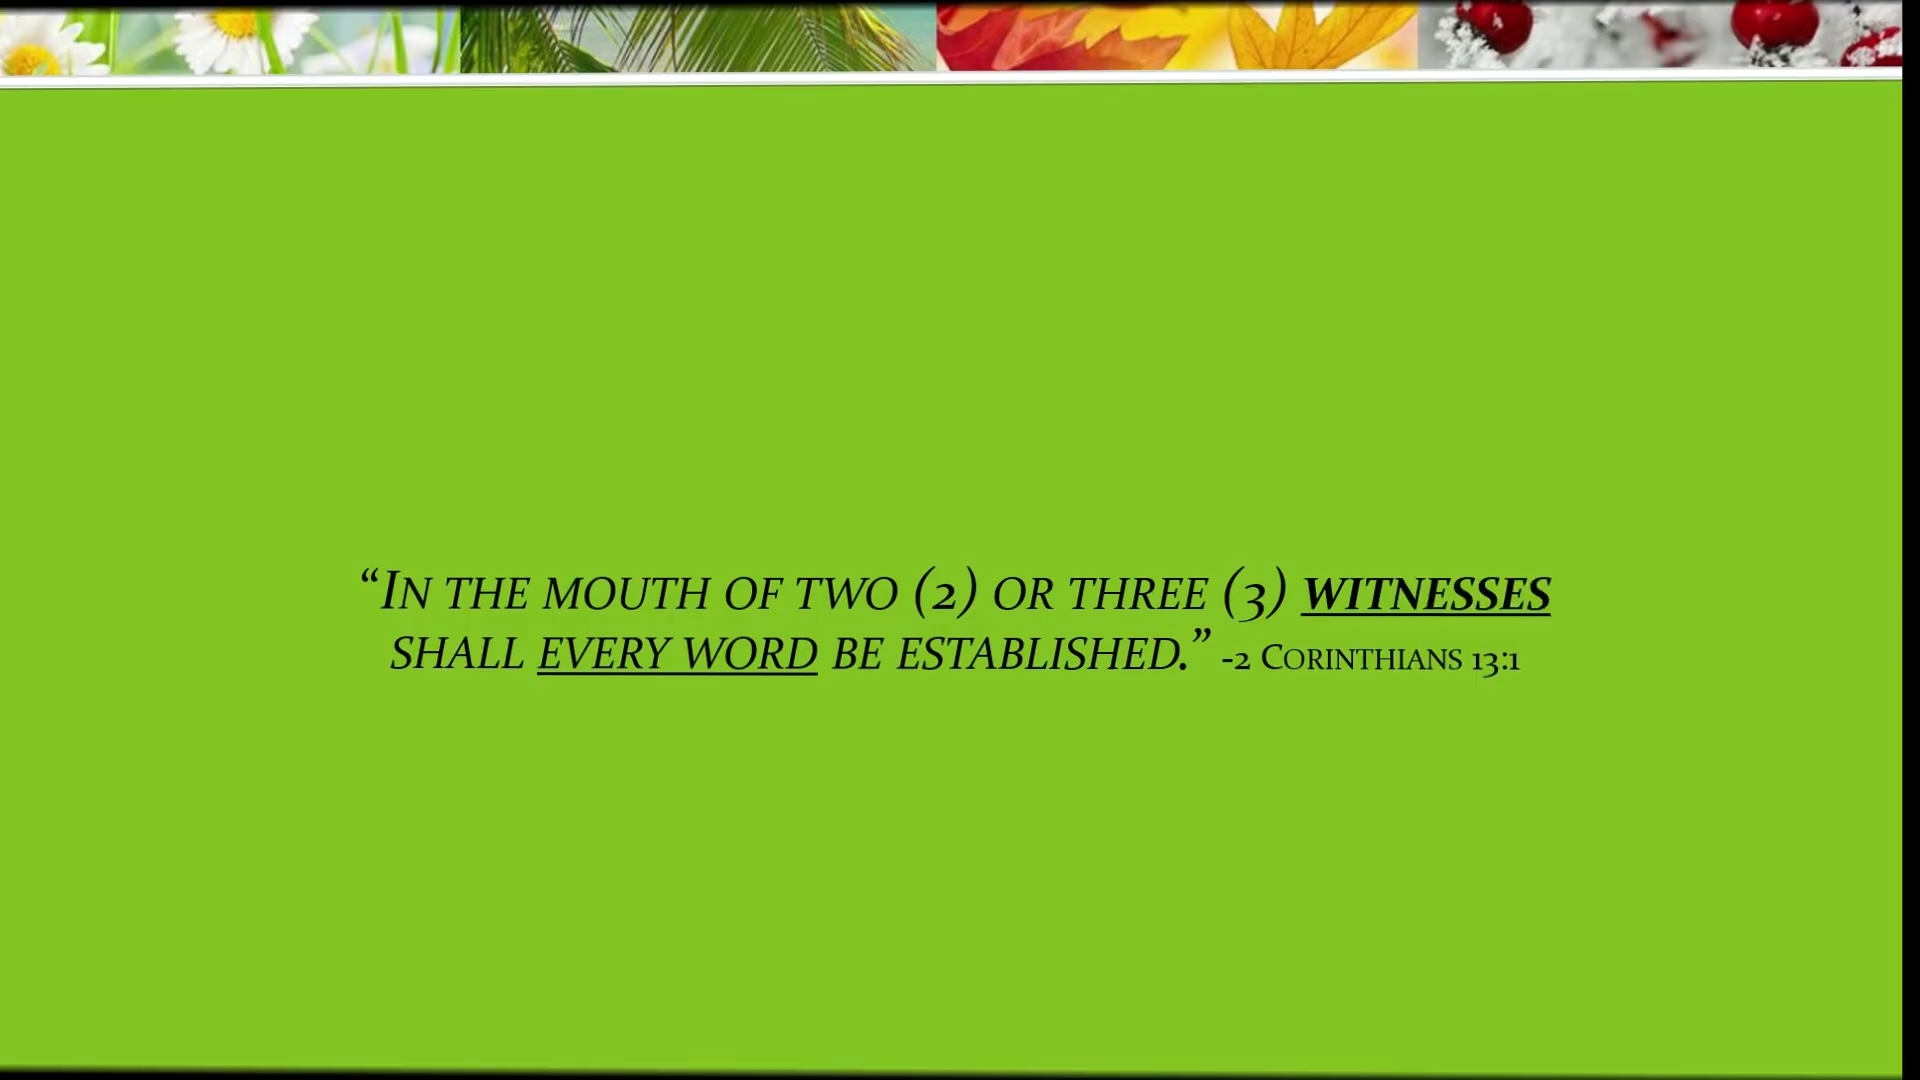 “IN THE MOUTH OF TWO (2) OR THREE (3) WITNESSES
SHALL EVERY WORD BE ESTABLISHED.” -2 CORINTHIANS 13:1